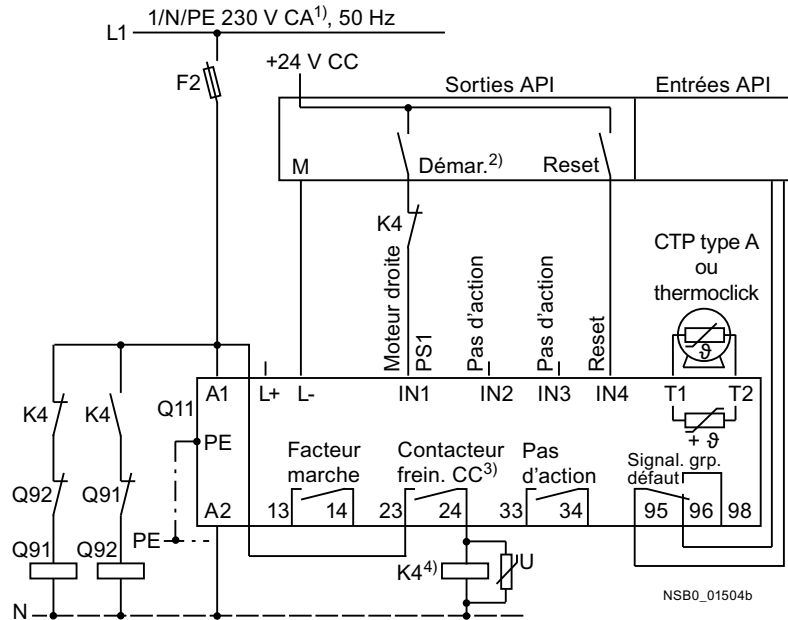 1/N/PE 230 V CA1), 50 Hz
L1
+24 V CC
F2
Sorties API
Entrées API
M
Démar.2)
Reset
K4
CTP type A
ou
thermoclick
Moteur droite
PS1
Pas d'action
Pas d'action
Reset
ϑ
A1
L+
L-
IN1
IN2
IN3
IN4
T1
T2
Q11
K4
K4
PE
+ ϑ
Facteur
marche
Contacteur
frein. CC3)
Pas
d'action
Signal. grp.
défaut
Q92
Q91
A2
13
14
23
24
33
34
95
96
98
PE
Q91
Q92
K4 4)
U
NSB0_01504b
N